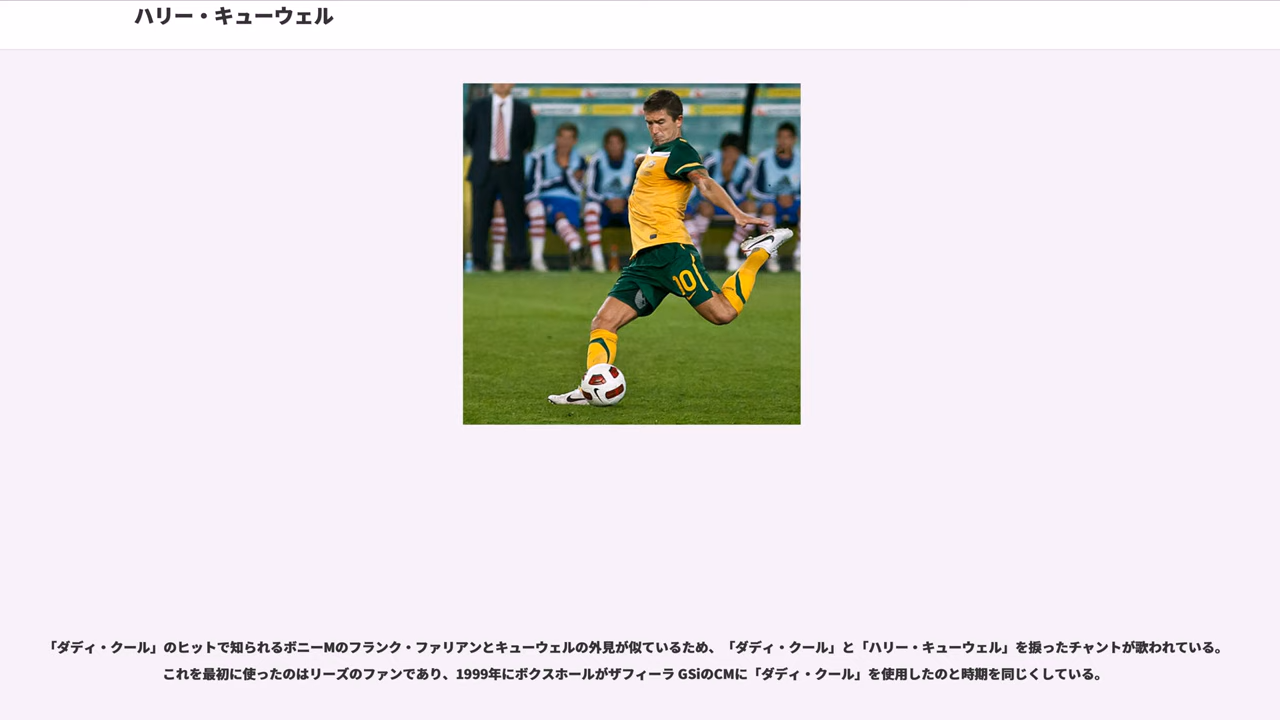 ハリー・キューウェル
10
「ダディ・クール」のヒットで知られるボニーMのフランク・ファリアンとキューウェルの外見が似ているため、「ダディ・クール」と「ハリー・キューウェル」を捩ったチャントが歌われている。
これを最初に使ったのはリーズのファンであり、1999年にボクスホールがザフィーラ GSiのCMに「ダディ・クール」を使用したのと時期を同じくしている。